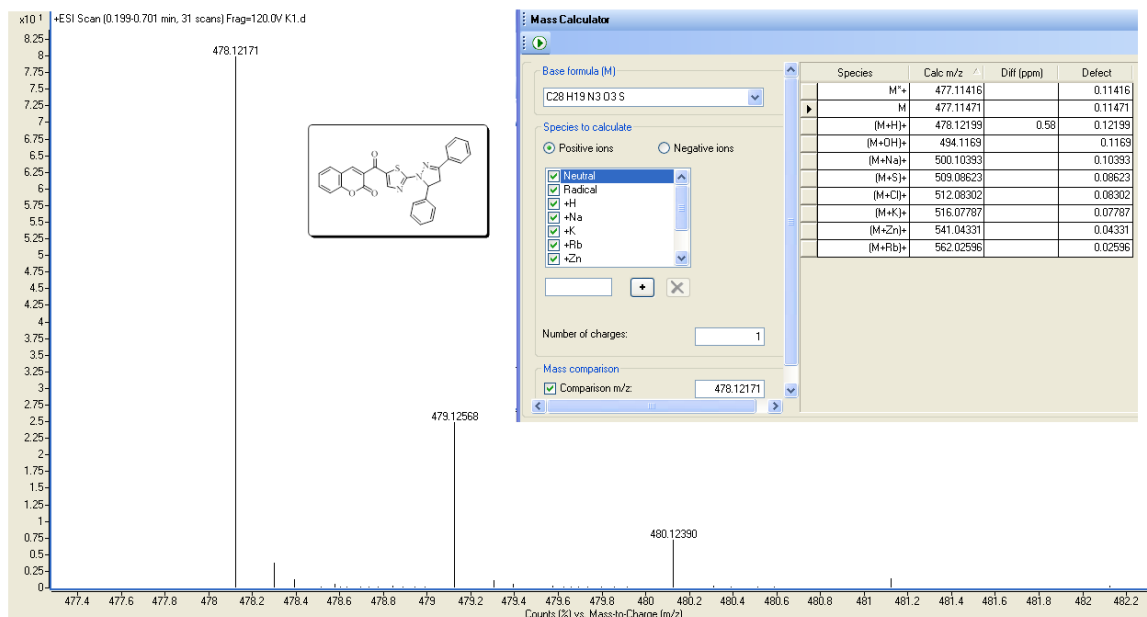 x10 1
+ESI Scan (0.199-0.701 min, 31 scans) Frag=120.0V K1.d
8.25
8
7.75
7.5
7.25
7
6.75
6.5
6.25
6
5.75
5.5
5.25
5
4.75
4.5
4.25
4
3.75
3.5
3.25
3
2.75
2.5
2.25
2
1.75
1.5
1.25
1
0.75
0.5
0.25
0
478.12171
479.12568
480.12390
O
S
N
N
N
O
O
477.4 477.6 477.8 478 478.2 478.4 478.6 478.8 479 479.2 479.4 479.6 479.8 480 480.2 480.4 480.6 480.8 481 481.2 481.4 481.6 481.8 482 482.2
Counts (%) vs. Mass-to-Charge (m/z)
Mass Calculator
Base formula (M)
C28 H19 N3 O3 S
Species to calculate
Positive ions Negative ions
Neutral
Radical
+H
+Na
+K
+Rb
+Zn
+
Number of charges: 1
Mass comparison
Comparison m/z: 478.12171
Species Calc m/z Diff (ppm) Defect
M*+ 477.11416 0.11416
M 477.11471 0.11471
(M+H)+ 478.12199 0.58 0.12199
(M+OH)+ 494.1169 0.1169
(M+Na)+ 500.10393 0.10393
(M+S)+ 509.08623 0.08623
(M+Cl)+ 512.08302 0.08302
(M+K)+ 516.07787 0.07787
(M+Zn)+ 541.04331 0.04331
(M+Rb)+ 562.02596 0.02596